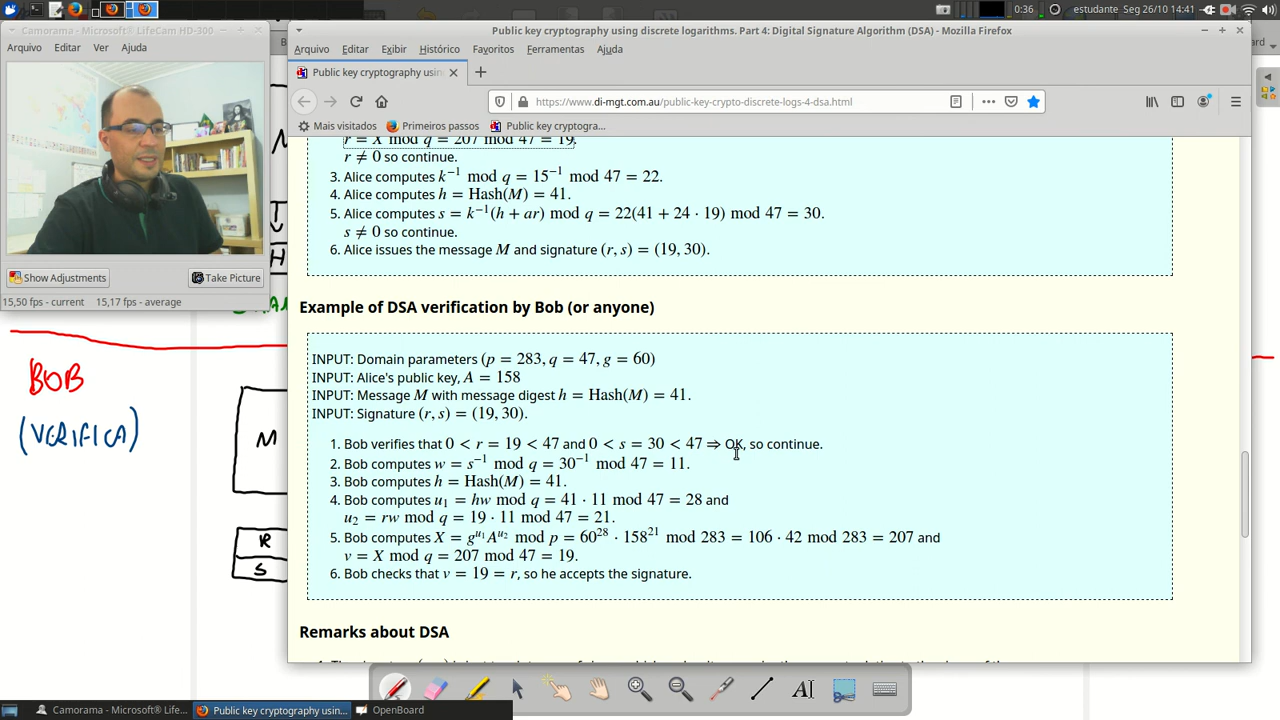 0:36 estudante Seg 26/10 14:41
Camorama - Microsoft® LifeCam HD-300
Arquivo Editar Ver Ajuda
Show Adjustments Take Picture
15,50 fps - current 15,17 fps - average
Public key cryptography using discrete logarithms. Part 4: Digital Signature Algorithm (DSA) - Mozilla Firefox
Arquivo Editar Exibir Histórico Favoritos Ferramentas Ajuda
Public key cryptography usin
https://www.di-mgt.com.au/public-key-crypto-discrete-logs-4-dsa.html
Mais visitados Primeiros passos Public key cryptogra...
r = X mod q = 207 mod 47 = 19.
r ≠ 0 so continue.
3. Alice computes k⁻¹ mod q = 15⁻¹ mod 47 = 22.
4. Alice computes h = Hash(M) = 41.
5. Alice computes s = k⁻¹(h + ar) mod q = 22(41 + 24 · 19) mod 47 = 30.
s ≠ 0 so continue.
6. Alice issues the message M and signature (r, s) = (19, 30).
Example of DSA verification by Bob (or anyone)
INPUT: Domain parameters (p = 283, q = 47, g = 60)
INPUT: Alice's public key, A = 158
INPUT: Message M with message digest h = Hash(M) = 41.
INPUT: Signature (r, s) = (19, 30).
1. Bob verifies that 0 < r = 19 < 47 and 0 < s = 30 < 47 ⇒ OK, so continue.
2. Bob computes w = s⁻¹ mod q = 30⁻¹ mod 47 = 11.
3. Bob computes h = Hash(M) = 41.
4. Bob computes u₁ = hw mod q = 41 · 11 mod 47 = 28 and
u₂ = rw mod q = 19 · 11 mod 47 = 21.
5. Bob computes X = g^u₁ A^u₂ mod p = 60²⁸ · 158²¹ mod 283 = 106 · 42 mod 283 = 207 and
v = X mod q = 207 mod 47 = 19.
6. Bob checks that v = 19 = r, so he accepts the signature.
Remarks about DSA
BOB
(VERIFICA)
M
R
S
Camorama - Microsoft® Life... Public key cryptography usin... OpenBoard